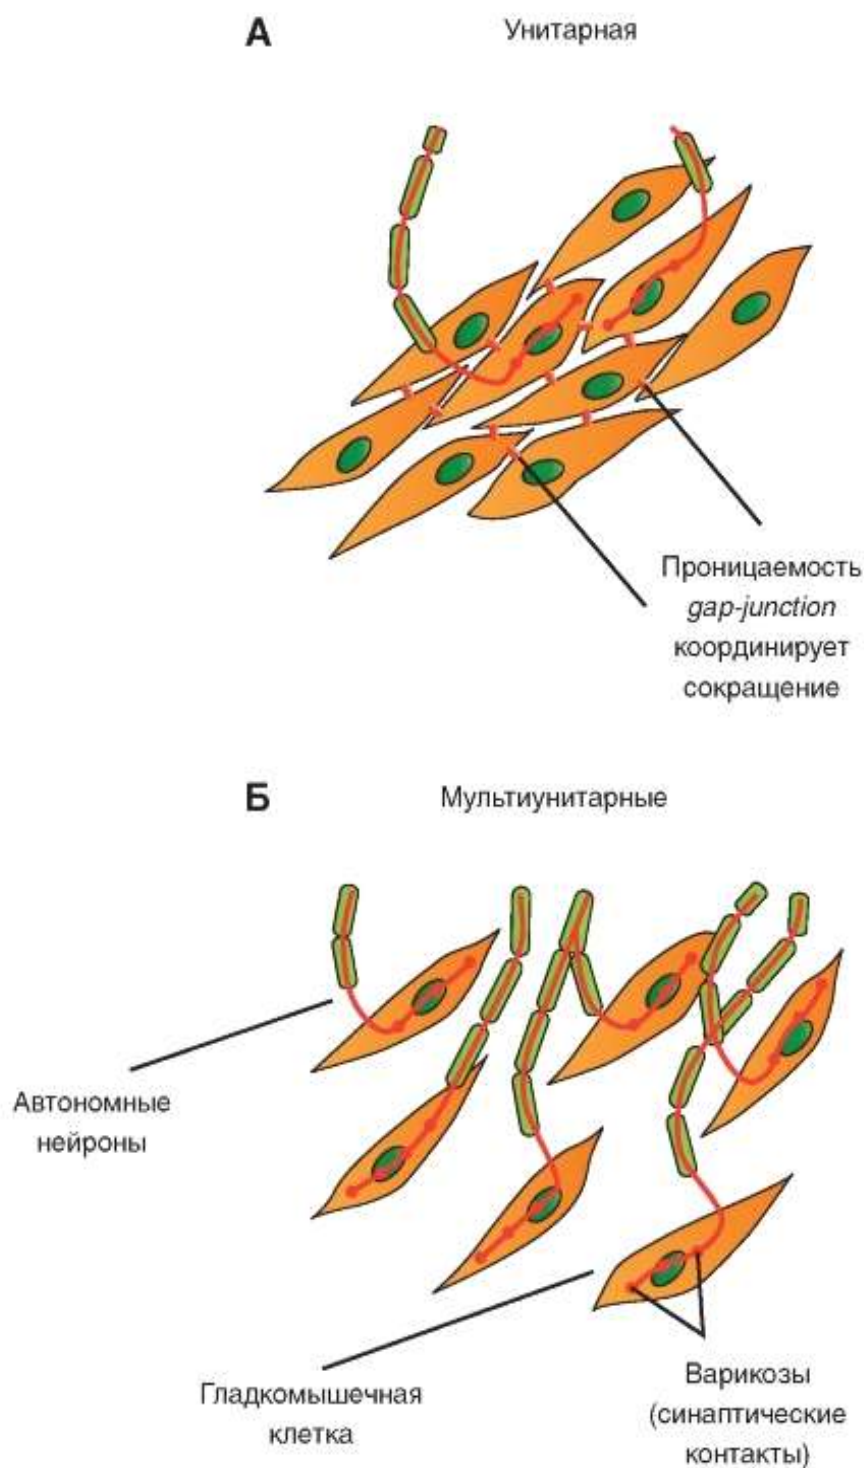 А
Унитарная
Проницаемость
gap-junction
координирует
сокращение
Б
Мультиунитарные
Автономные
нейроны
Гладкомышечная
клетка
Варикозы
(синаптические
контакты)